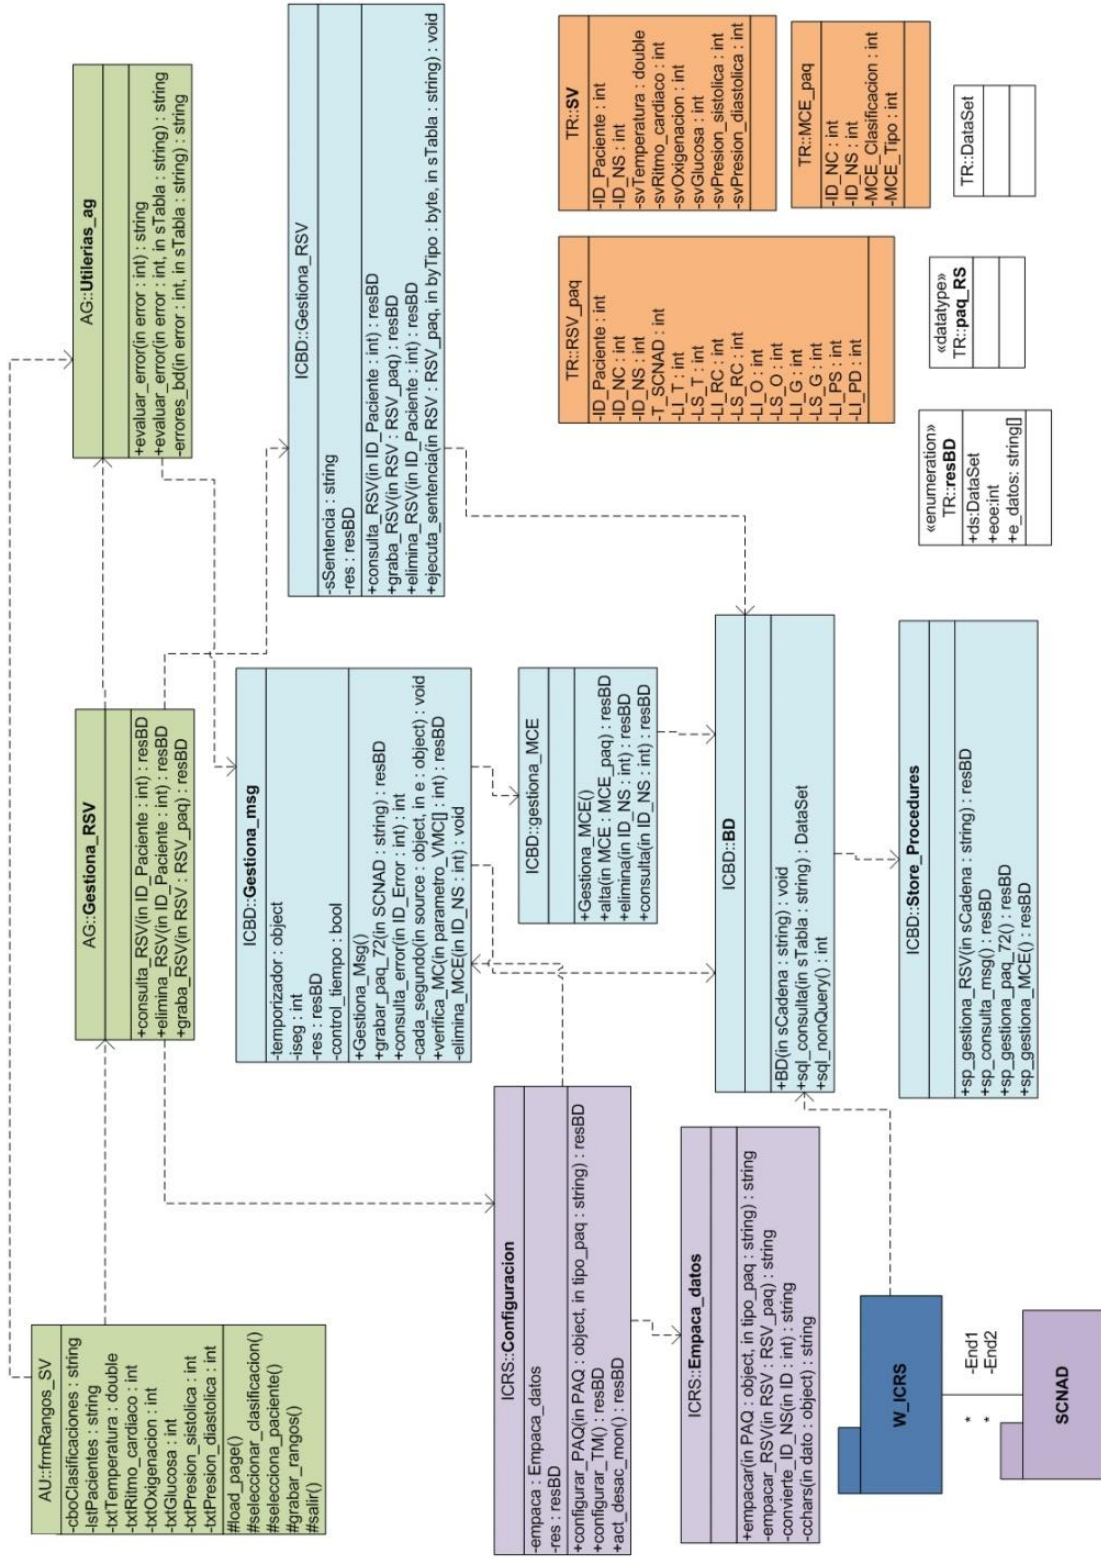 AU::frmRangos_SV
-cboClasificaciones : string
-lstPacientes : string
-txtTemperatura : double
-txtRitmo_cardiaco : int
-txtOxigenacion : int
-txtGlucosa : int
-txtPresion_sistolica : int
-txtPresion_diastolica : int
#load_page()
#seleccionar_clasificacion()
#selecciona_paciente()
#grabar_rangos()
#salir()
AG::Gestiona_RSV
+consulta_RSV(in ID_Paciente : int) : resBD
+elimina_RSV(in ID_Paciente : int) : resBD
+graba_RSV(in RSV : RSV_paq) : resBD
AG::Utilerias_ag
+evaluar_error(in error : int) : string
+evaluar_error(in error : int, in sTabla : string) : string
-errores_bd(in error : int, in sTabla : string) : string
ICBD::Gestiona_msg
-temporizador : object
-iseg : int
-res : resBD
-control_tiempo : bool
+Gestiona_Msg()
+grabar_paq_72(in SCNAD : string) : resBD
+consulta_error(in ID_Error : int) : int
-cada_segundo(in source : object, in e : object) : void
+verifica_MC(in parametro_VMC[] : int) : resBD
-elimina_MCE(in ID_NS : int) : void
ICBD::Gestiona_RSV
-sSentencia : string
-res : resBD
+consulta_RSV(in ID_Paciente : int) : resBD
+graba_RSV(in RSV : RSV_paq) : resBD
+elimina_RSV(in ID_Paciente : int) : resBD
+ejecuta_sentencia(in RSV : RSV_paq, in byTipo : byte, in sTabla : string) : void
ICRS::Configuracion
-empaca : Empaca_datos
-res : resBD
+configurar_PAQ(in PAQ : object, in tipo_paq : string) : resBD
+configurar_TM() : resBD
+act_desac_mon() : resBD
ICBD::gestiona_MCE
+Gestiona_MCE()
+alta(in MCE : MCE_paq) : resBD
+elimina(in ID_NS : int) : resBD
+consulta(in ID_NS : int) : resBD
ICRS::Empaca_datos
+empacar(in PAQ : object, in tipo_paq : string) : string
-empacar_RSV(in RSV : RSV_paq) : string
-convierte_ID_NS(in ID : int) : string
-cchars(in dato : object) : string
ICBD::BD
+BD(in sCadena : string) : void
+sql_consulta(in sTabla : string) : DataSet
+sql_nonQuery() : int
ICBD::Store_Procedures
+sp_gestiona_RSV(in sCadena : string) : resBD
+sp_consulta_msg() : resBD
+sp_gestiona_paq_72() : resBD
+sp_gestiona_MCE() : resBD
W_ICRS
-End1
-End2
*
*
SCNAD
TR::RSV_paq
-ID_Paciente : int
-ID_NC : int
-ID_NS : int
-T_SCNAD : int
-LI_T : int
-LS_T : int
-LI_RC : int
-LS_RC : int
-LI_O : int
-LS_O : int
-LI_G : int
-LS_G : int
-LI_PS : int
-LI_PD : int
TR::SV
-ID_Paciente : int
-ID_NS : int
-svTemperatura : double
-svRitmo_cardiaco : int
-svOxigenacion : int
-svGlucosa : int
-svPresion_sistolica : int
-svPresion_diastolica : int
TR::MCE_paq
-ID_NC : int
-ID_NS : int
-MCE_Clasificacion : int
-MCE_Tipo : int
«enumeration»
TR::resBD
+ds:DataSet
+eoe:int
+e_datos: string[]
«datatype»
TR::paq_RS
TR::DataSet